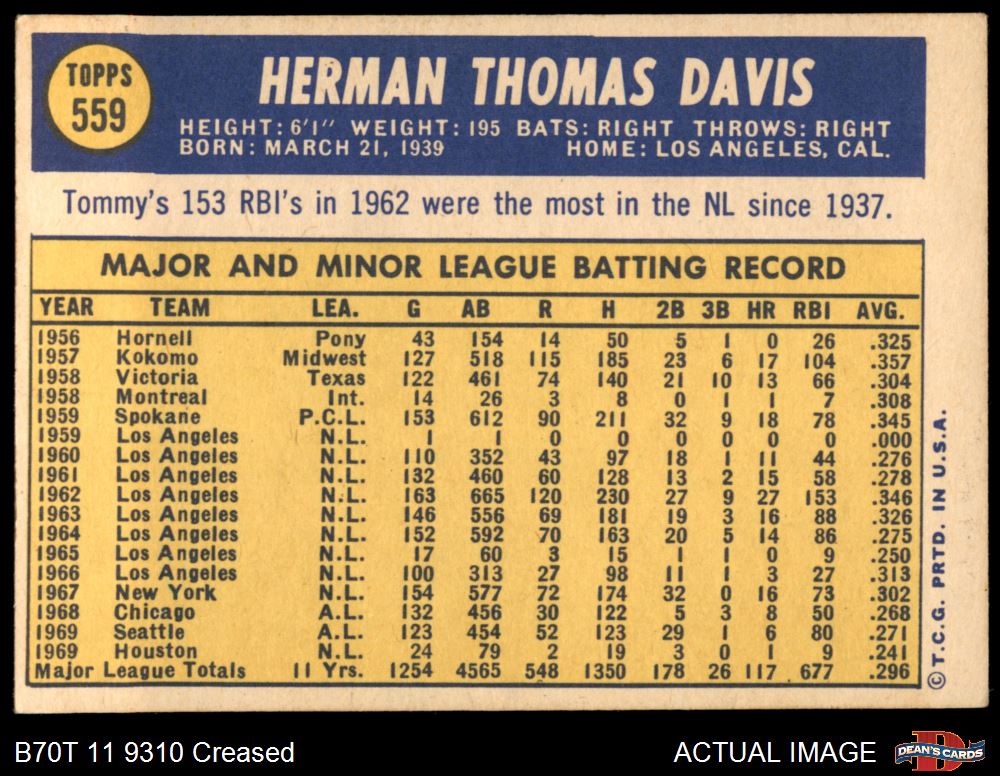 TOPPS
559
HERMAN THOMAS DAVIS
HEIGHT: 6'1" WEIGHT: 195 BATS: RIGHT THROWS: RIGHT
BORN: MARCH 21, 1939 HOME: LOS ANGELES, CAL.
Tommy's 153 RBI's in 1962 were the most in the NL since 1937.
MAJOR AND MINOR LEAGUE BATTING RECORD
YEAR TEAM LEA. G AB R H 2B 3B HR RBI AVG.
1956 Hornell Pony 43 154 14 50 5 1 0 26 .325
1957 Kokomo Midwest 127 518 115 185 23 6 17 104 .357
1958 Victoria Texas 122 461 74 140 21 10 13 66 .304
1958 Montreal Int. 14 26 3 8 0 1 1 7 .308
1959 Spokane P.C.L. 153 612 90 211 32 9 18 78 .345
1959 Los Angeles N.L. 1 1 0 0 0 0 0 0 .000
1960 Los Angeles N.L. 110 352 43 97 18 1 11 44 .276
1961 Los Angeles N.L. 132 460 60 128 13 2 15 58 .278
1962 Los Angeles N.L. 163 665 120 230 27 9 27 153 .346
1963 Los Angeles N.L. 146 556 69 181 19 3 16 88 .326
1964 Los Angeles N.L. 152 592 70 163 20 5 14 86 .275
1965 Los Angeles N.L. 17 60 3 15 1 1 0 9 .250
1966 Los Angeles N.L. 100 313 27 98 11 1 3 27 .313
1967 New York N.L. 154 577 72 174 32 0 16 73 .302
1968 Chicago A.L. 132 456 30 122 5 3 8 50 .268
1969 Seattle A.L. 123 454 52 123 29 1 6 80 .271
1969 Houston N.L. 24 79 2 19 3 0 1 9 .241
Major League Totals 11 Yrs. 1254 4565 548 1350 178 26 117 677 .296
©T.C.G. PRTD. IN U.S.A.
B70T 11 9310 Creased
ACTUAL IMAGE
DEAN'S CARDS